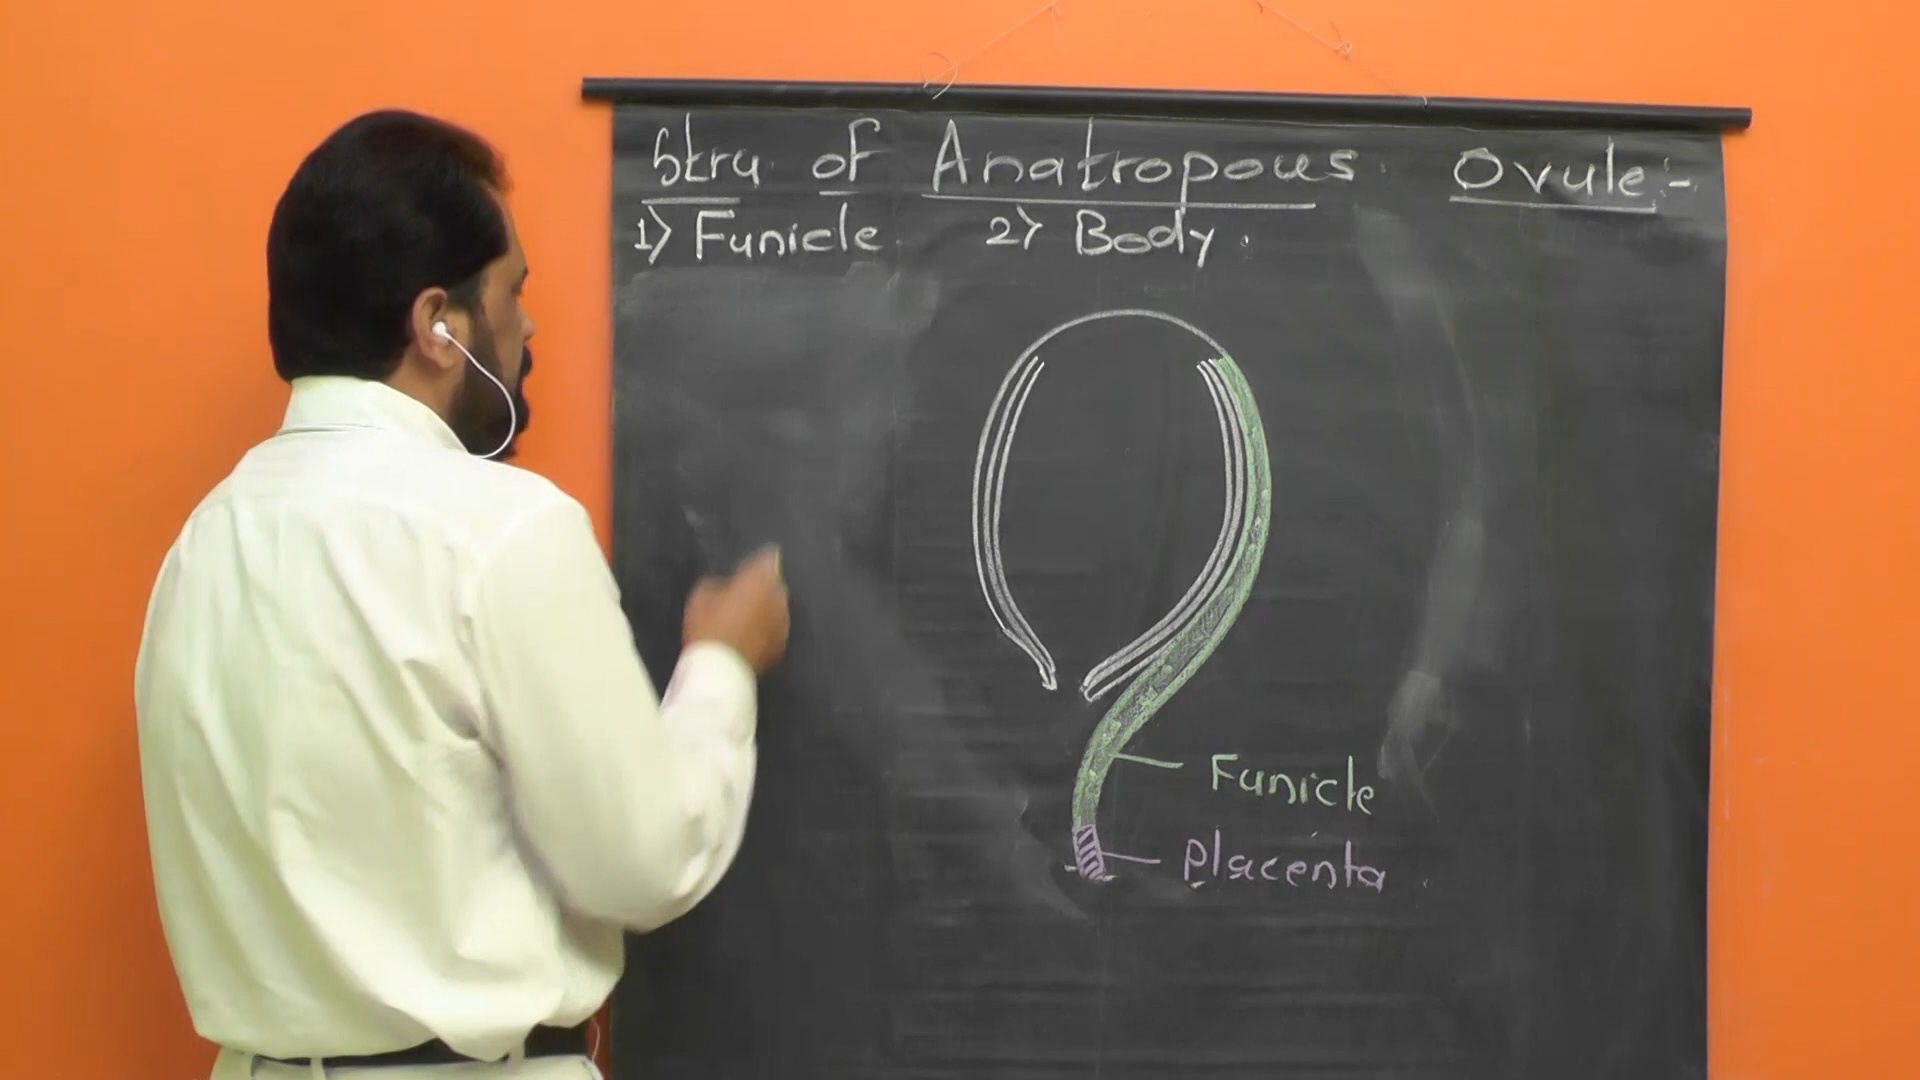 Stru of Anatropous Ovule:-
1) Funicle 2) Body.
Funicle
Placenta